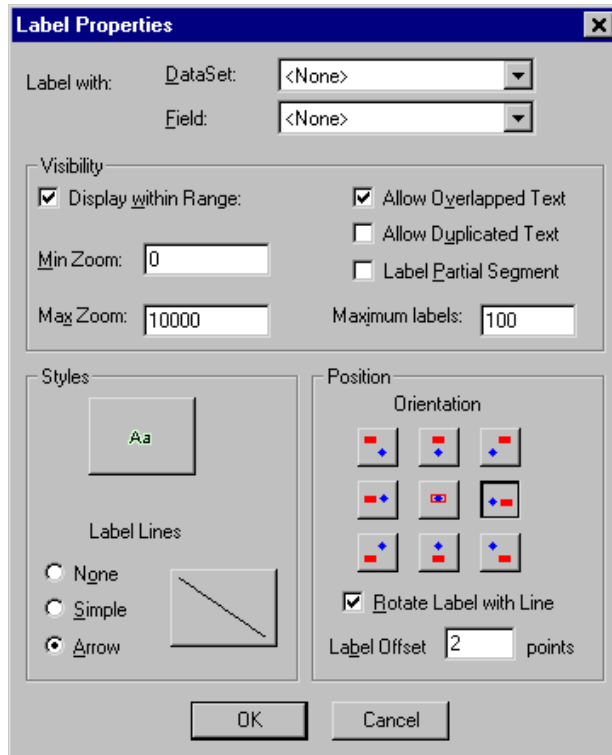 Label Properties
Label with: DataSet: <None>
Field: <None>
Visibility
Display within Range: Allow Overlapped Text
Allow Duplicated Text
Min Zoom: 0
Label Partial Segment
Max Zoom: 10000 Maximum labels: 100
Styles
Aa
Label Lines
None
Simple
Arrow
Position
Orientation
Rotate Label with Line
Label Offset 2 points
OK Cancel